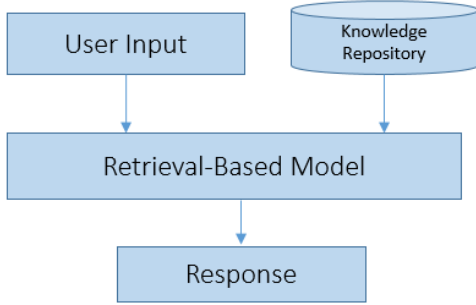 User Input
Knowledge
Repository
Retrieval-Based Model
Response